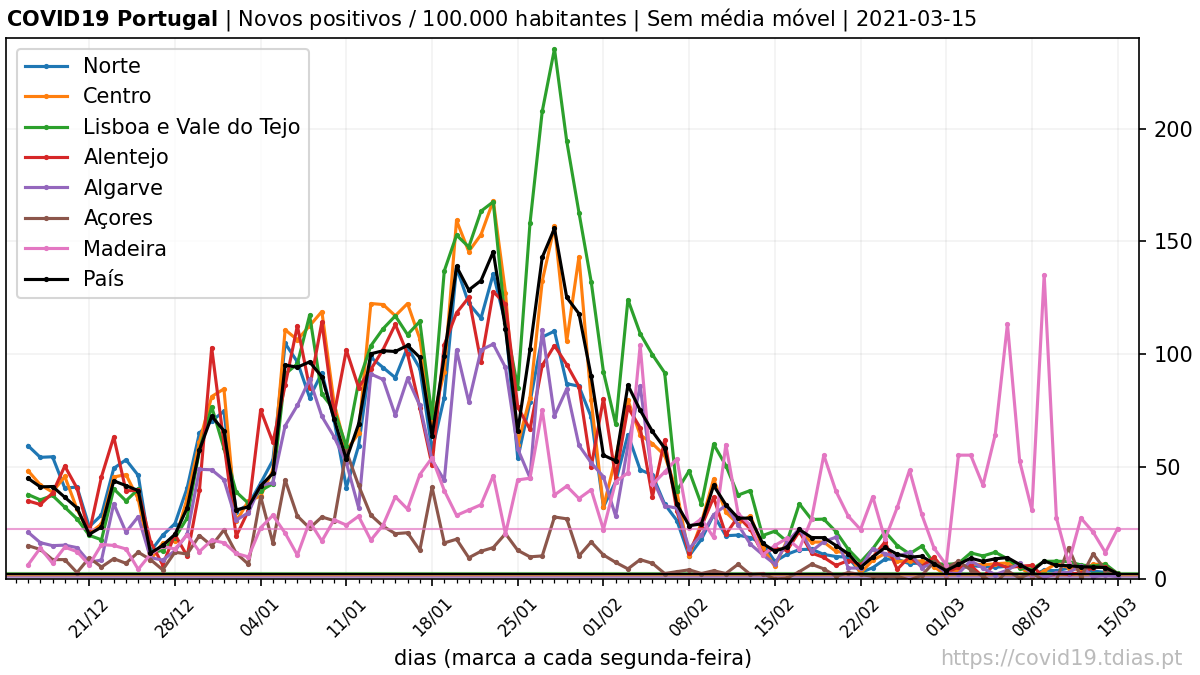 COVID19 Portugal | Novos positivos / 100.000 habitantes | Sem média móvel | 2021-03-15
Norte
Centro
Lisboa e Vale do Tejo
Alentejo
Algarve
Açores
Madeira
País
200
150
100
50
0
21/12
28/12
04/01
11/01
18/01
25/01
01/02
08/02
15/02
22/02
01/03
08/03
15/03
dias (marca a cada segunda-feira)
https://covid19.tdias.pt